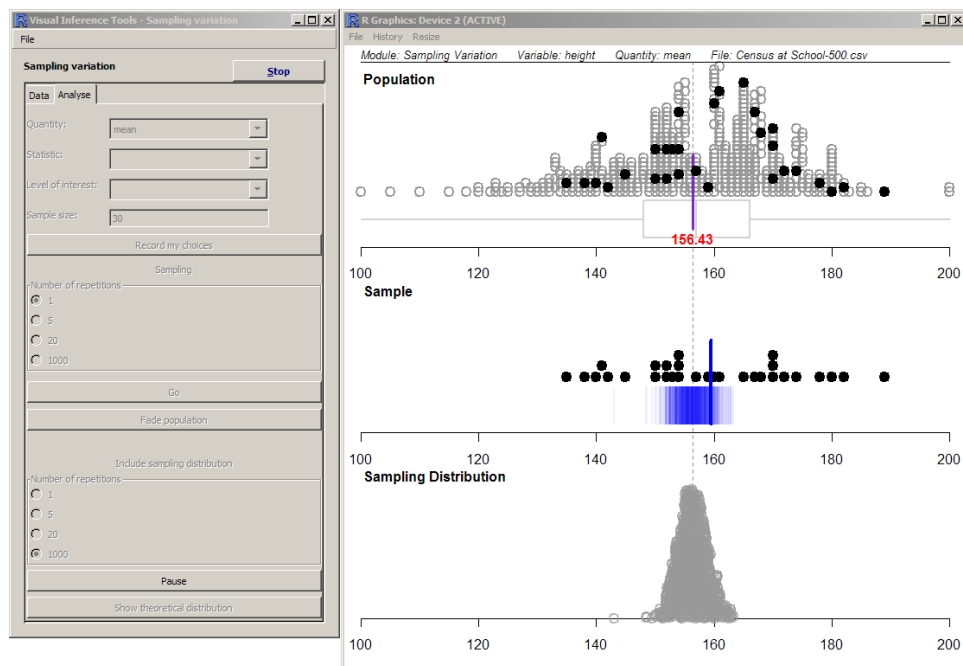 Visual Inference Tools - Sampling variation
File
Sampling variation
Stop
Data Analyse
Quantity: mean
Statistic:
Level of interest:
Sample size: 30
Record my choices
Sampling
Number of repetitions
1
5
20
1000
Go
Fade population
Include sampling distribution
Number of repetitions
1
5
20
1000
Pause
Show theoretical distribution
R Graphics: Device 2 (ACTIVE)
File History Resize
Module: Sampling Variation Variable: height Quantity: mean File: Census at School-500.csv
Population
156.43
100 120 140 160 180 200
Sample
100 120 140 160 180 200
Sampling Distribution
100 120 140 160 180 200